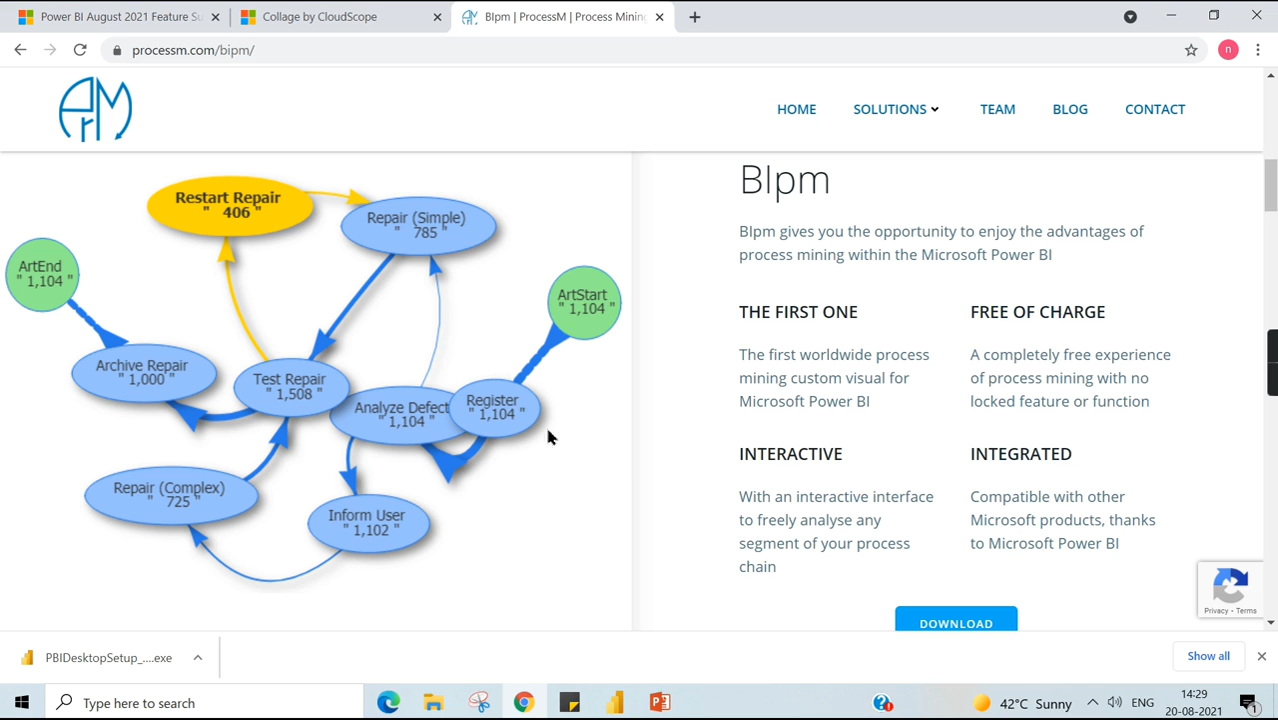 Power BI August 2021 Feature Su
Collage by CloudScope
BIpm | ProcessM | Process Mining
processm.com/bipm/
n
HOME
SOLUTIONS
TEAM
BLOG
CONTACT
Restart Repair
" 406 "
Repair (Simple)
" 785 "
ArtEnd
" 1,104 "
ArtStart
" 1,104 "
Archive Repair
" 1,000 "
Test Repair
" 1,508 "
Analyze Defect
" 1,104 "
Register
" 1,104 "
Repair (Complex)
" 725 "
Inform User
" 1,102 "
BIpm
BIpm gives you the opportunity to enjoy the advantages of
process mining within the Microsoft Power BI
THE FIRST ONE
The first worldwide process
mining custom visual for
Microsoft Power BI
FREE OF CHARGE
A completely free experience
of process mining with no
locked feature or function
INTERACTIVE
With an interactive interface
to freely analyse any
segment of your process
chain
INTEGRATED
Compatible with other
Microsoft products, thanks
to Microsoft Power BI
DOWNLOAD
Privacy - Terms
PBIDesktopSetup_....exe
Show all
Type here to search
42°C Sunny
ENG
14:29
20-08-2021
1